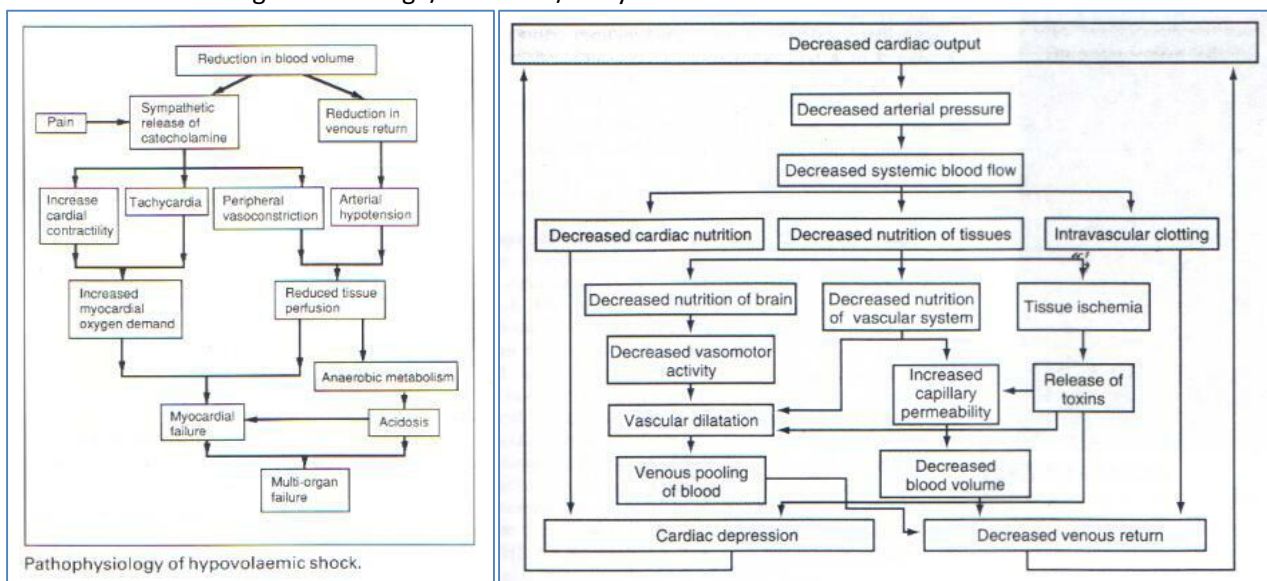 Reduction in blood volume
Pain
Sympathetic
release of
catecholamine
Reduction in
venous return
Increase
cardial
contractility
Tachycardia
Peripheral
vasoconstriction
Arterial
hypotension
Increased
myocardial
oxygen demand
Reduced tissue
perfusion
Anaerobic metabolism
Myocardial
failure
Acidosis
Multi-organ
failure
Pathophysiology of hypovolaemic shock.
Decreased cardiac output
Decreased arterial pressure
Decreased systemic blood flow
Decreased cardiac nutrition
Decreased nutrition of tissues
Intravascular clotting
Decreased nutrition of brain
Decreased nutrition
of vascular system
Tissue ischemia
Decreased vasomotor
activity
Increased
capillary
permeability
Release of
toxins
Vascular dilatation
Venous pooling
of blood
Decreased
blood volume
Cardiac depression
Decreased venous return